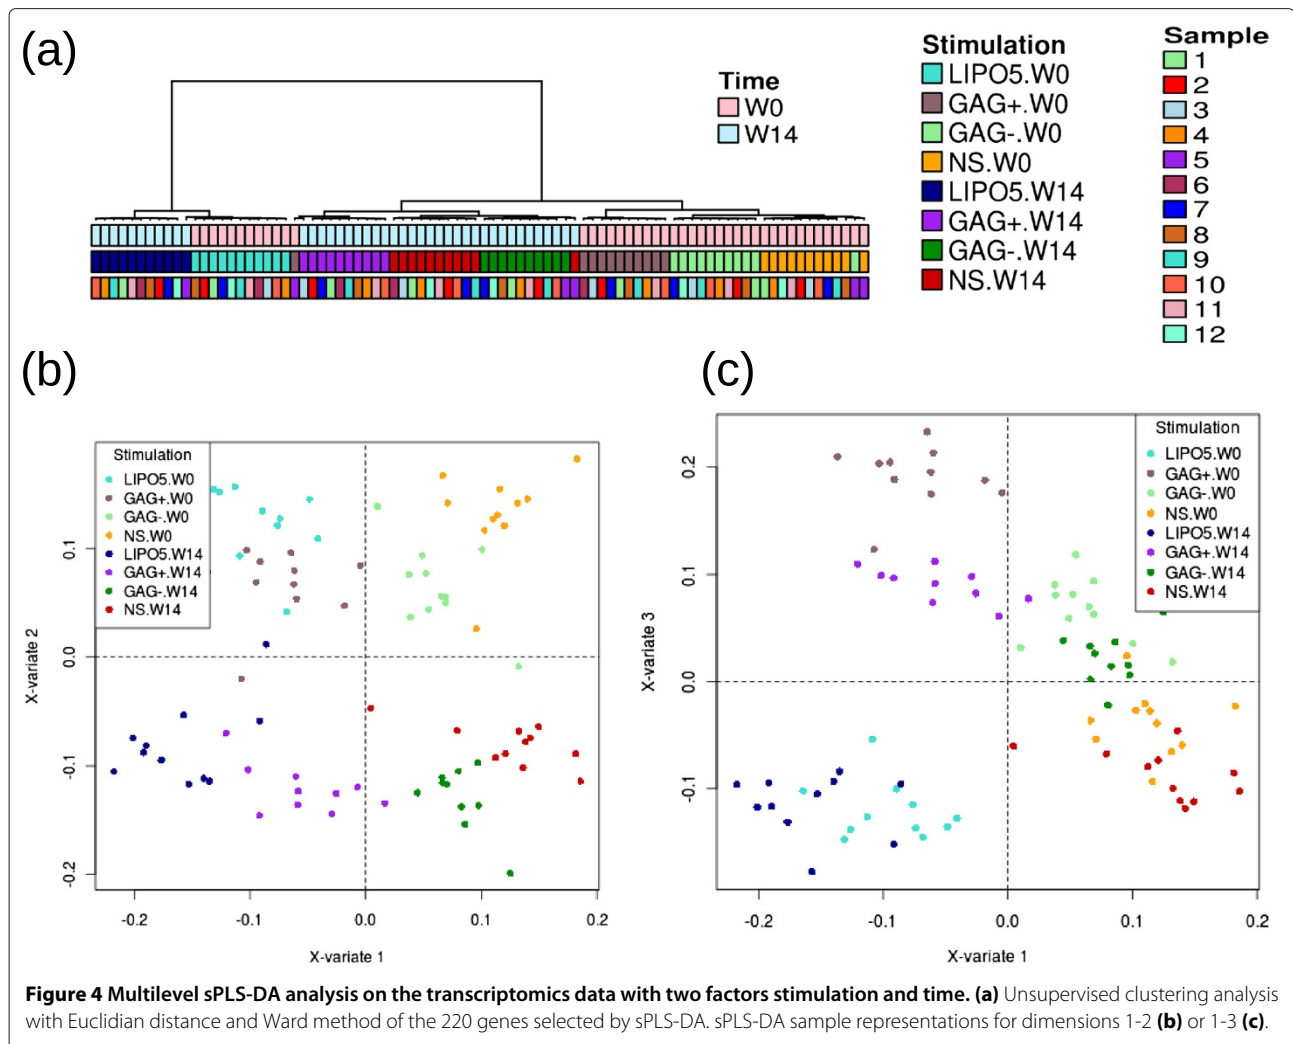 (a)
Time
W0
W14
Stimulation
LIPO5.W0
GAG+.W0
GAG-.W0
NS.W0
LIPO5.W14
GAG+.W14
GAG-.W14
NS.W14
Sample
1
2
3
4
5
6
7
8
9
10
11
12
(b)
Stimulation
LIPO5.W0
GAG+.W0
GAG-.W0
NS.W0
LIPO5.W14
GAG+.W14
GAG-.W14
NS.W14
X-variate 2
0.1
0.0
-0.1
-0.2
-0.2 -0.1 0.0 0.1 0.2
X-variate 1
(c)
Stimulation
LIPO5.W0
GAG+.W0
GAG-.W0
NS.W0
LIPO5.W14
GAG+.W14
GAG-.W14
NS.W14
X-variate 3
0.2
0.1
0.0
-0.1
-0.2 -0.1 0.0 0.1 0.2
X-variate 1
Figure 4 Multilevel sPLS-DA analysis on the transcriptomics data with two factors stimulation and time. (a) Unsupervised clustering analysis
with Euclidian distance and Ward method of the 220 genes selected by sPLS-DA. sPLS-DA sample representations for dimensions 1-2 (b) or 1-3 (c).